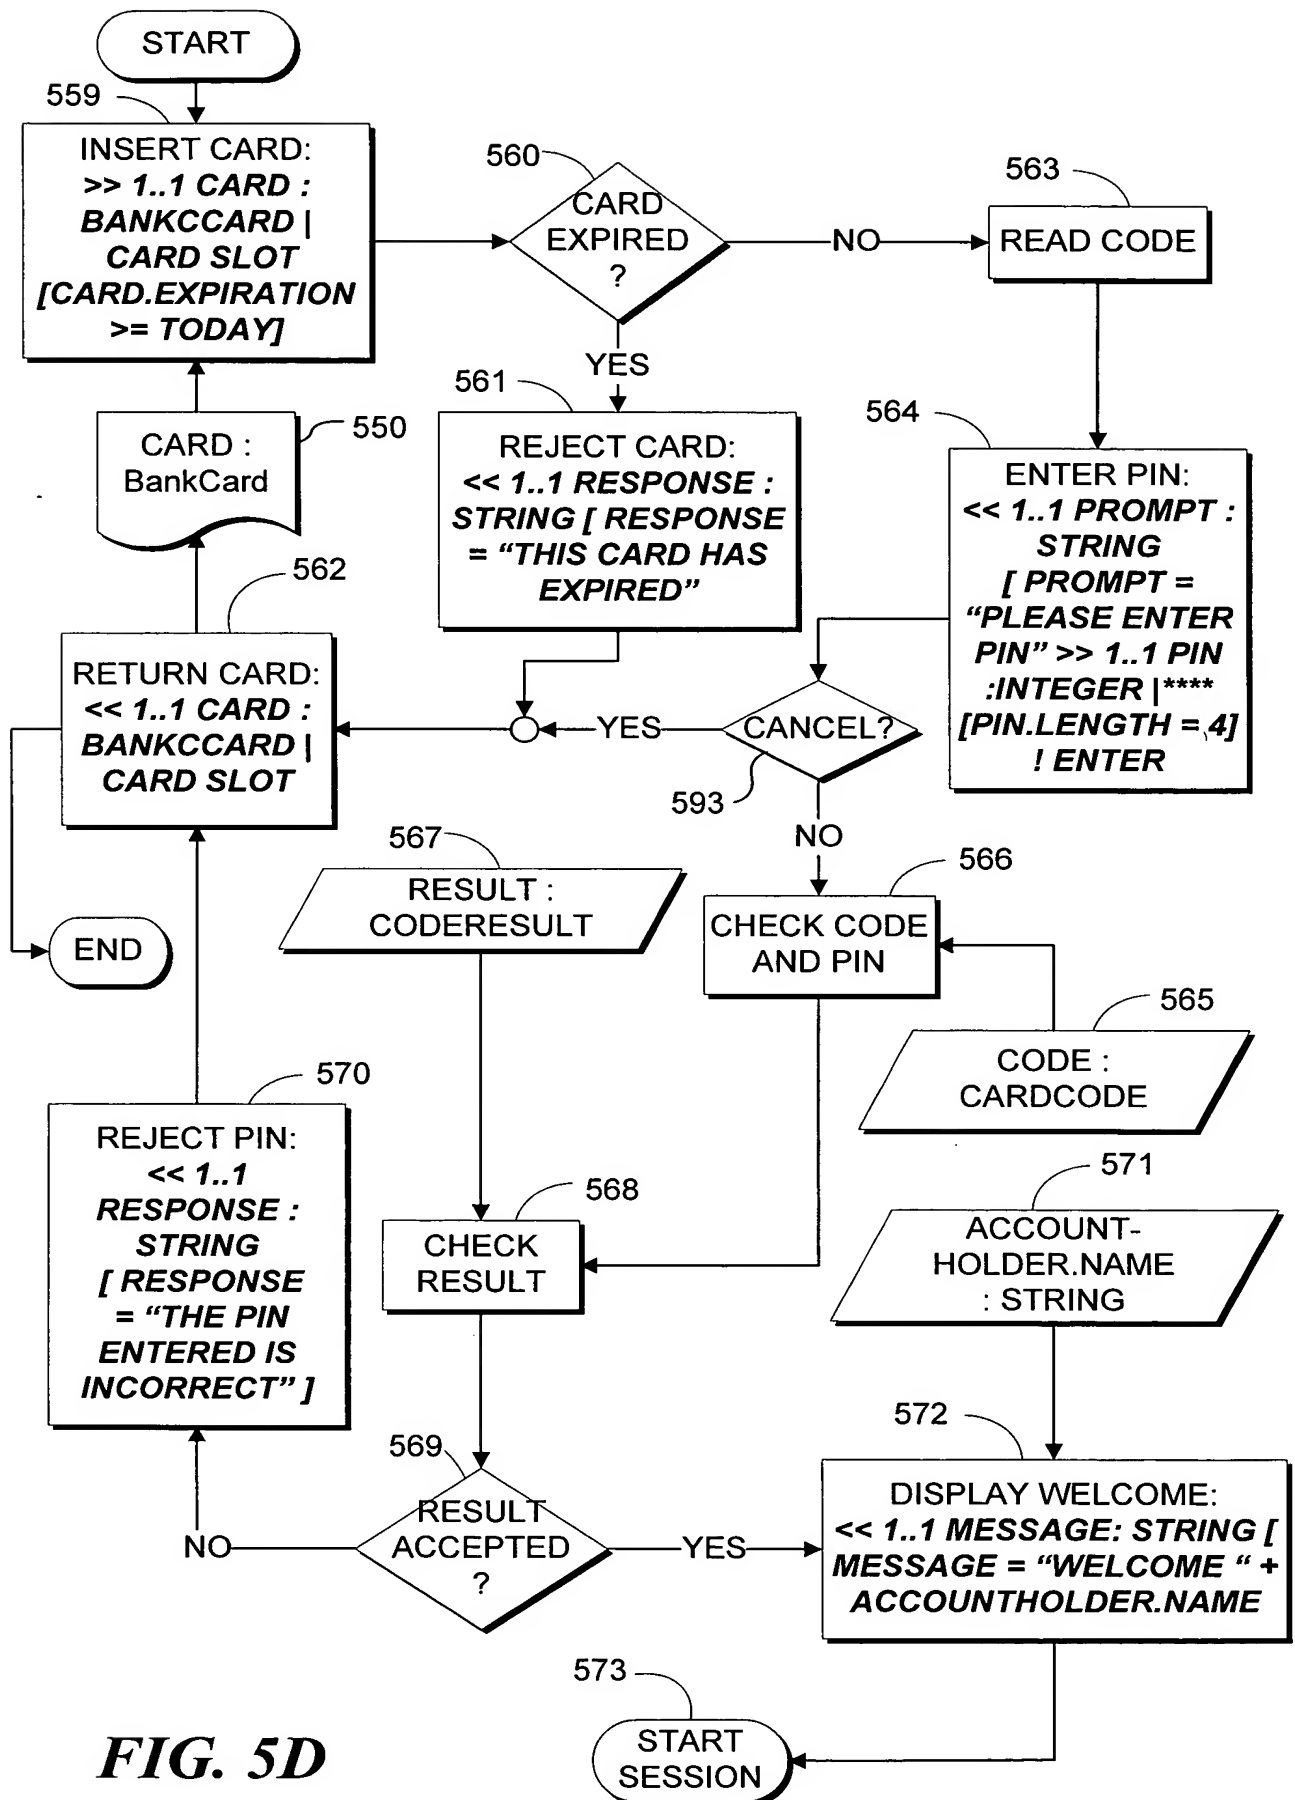 START
559
INSERT CARD:
>> 1..1 CARD :
BANKCCARD |
CARD SLOT
[CARD.EXPIRATION
>= TODAY]
560
CARD
EXPIRED
?
NO
563
READ CODE
YES
550
CARD :
BankCard
561
REJECT CARD:
<< 1..1 RESPONSE :
STRING [ RESPONSE
= “THIS CARD HAS
EXPIRED”
564
ENTER PIN:
<< 1..1 PROMPT :
STRING
[ PROMPT =
“PLEASE ENTER
PIN” >> 1..1 PIN
:INTEGER |****
[PIN.LENGTH = 4]
! ENTER
562
RETURN CARD:
<< 1..1 CARD :
BANKCCARD |
CARD SLOT
YES
CANCEL?
593
NO
END
567
RESULT :
CODERESULT
566
CHECK CODE
AND PIN
565
CODE :
CARDCODE
570
REJECT PIN:
<< 1..1
RESPONSE :
STRING
[ RESPONSE
= “THE PIN
ENTERED IS
INCORRECT” ]
568
CHECK
RESULT
571
ACCOUNT-
HOLDER.NAME
: STRING
569
RESULT
ACCEPTED
?
NO
YES
572
DISPLAY WELCOME:
<< 1..1 MESSAGE: STRING [
MESSAGE = “WELCOME “ +
ACCOUNTHOLDER.NAME
573
START
SESSION
FIG. 5D